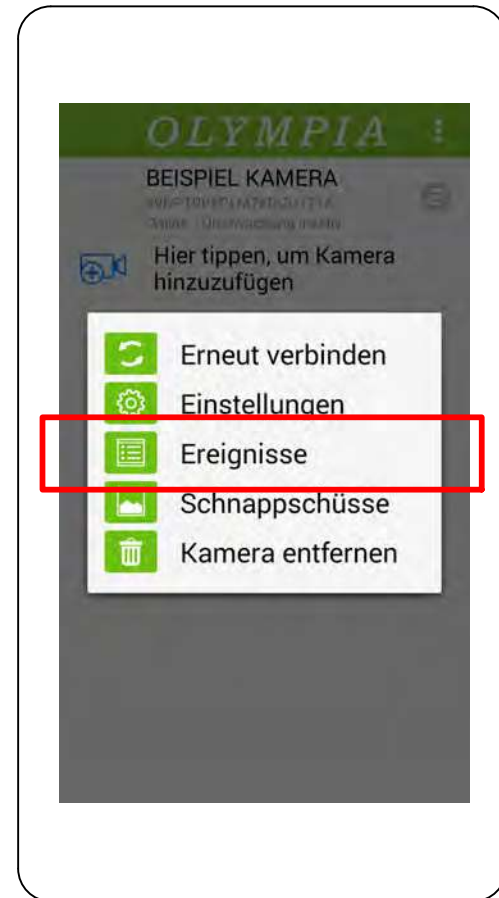 OLYMPIA
BEISPIEL KAMERA
Hier tippen, um Kamera
hinzuzufügen
Erneut verbinden
Einstellungen
Ereignisse
Schnappschüsse
Kamera entfernen